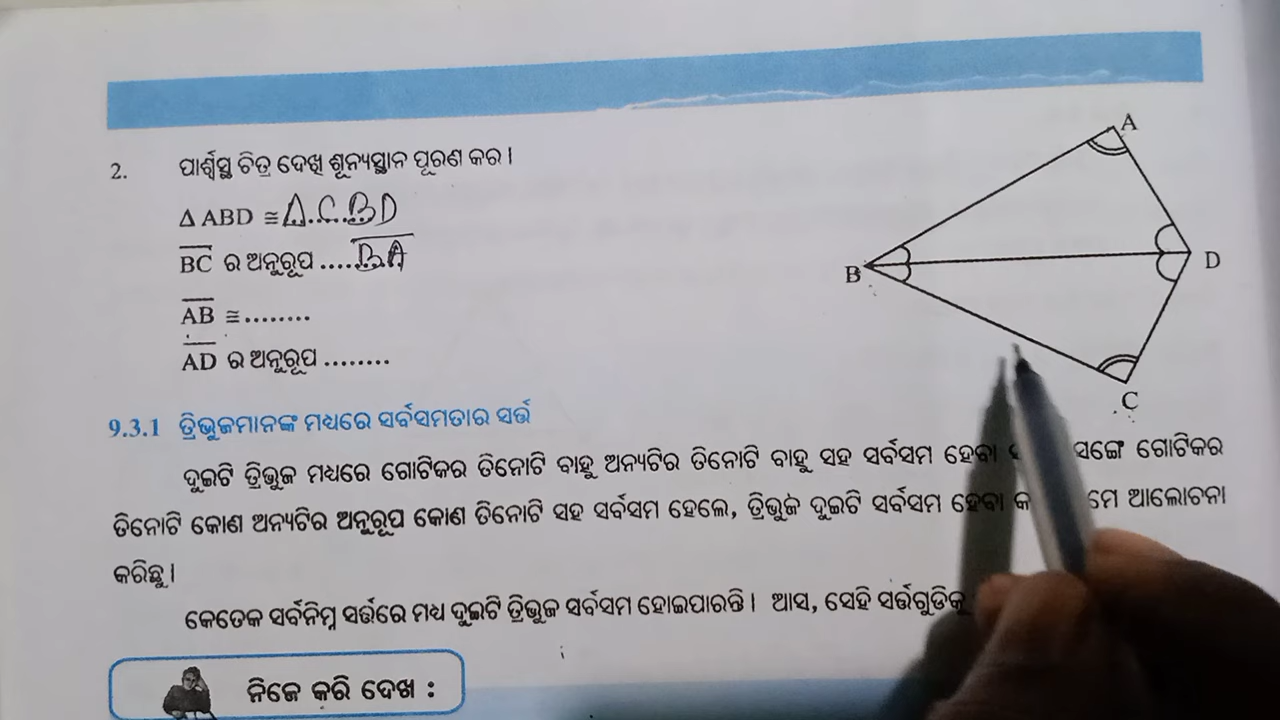 2. ପାର୍ଶ୍ୱସ୍ଥ ଚିତ୍ର ଦେଖି ଶୂନ୍ୟସ୍ଥାନ ପୂରଣ କର।
Δ ABD ≅ Δ CBD
BC ର ଅନୁରୂପ .... BA
AB ≅ ........
AD ର ଅନୁରୂପ ........
A
B
D
C
9.3.1 ତ୍ରିଭୁଜମାନଙ୍କ ମଧ୍ୟରେ ସର୍ବସମତାର ସର୍ତ୍ତ
ଦୁଇଟି ତ୍ରିଭୁଜ ମଧ୍ୟରେ ଗୋଟିକର ତିନୋଟି ବାହୁ ଅନ୍ୟଟିର ତିନୋଟି ବାହୁ ସହ ସର୍ବସମ ହେବା ସଙ୍ଗେ ଗୋଟିକର
ତିନୋଟି କୋଣ ଅନ୍ୟଟିର ଅନୁରୂପ କୋଣ ତିନୋଟି ସହ ସର୍ବସମ ହେଲେ, ତ୍ରିଭୁଜ ଦୁଇଟି ସର୍ବସମ ହେବା ଆଲୋଚନା
କରିଛୁ।
କେତେକ ସର୍ବନିମ୍ନ ସର୍ତ୍ତରେ ମଧ୍ୟ ଦୁଇଟି ତ୍ରିଭୁଜ ସର୍ବସମ ହୋଇପାରନ୍ତି। ଆସ, ସେହି ସର୍ତ୍ତଗୁଡିକୁ
ନିଜେ କରି ଦେଖ :